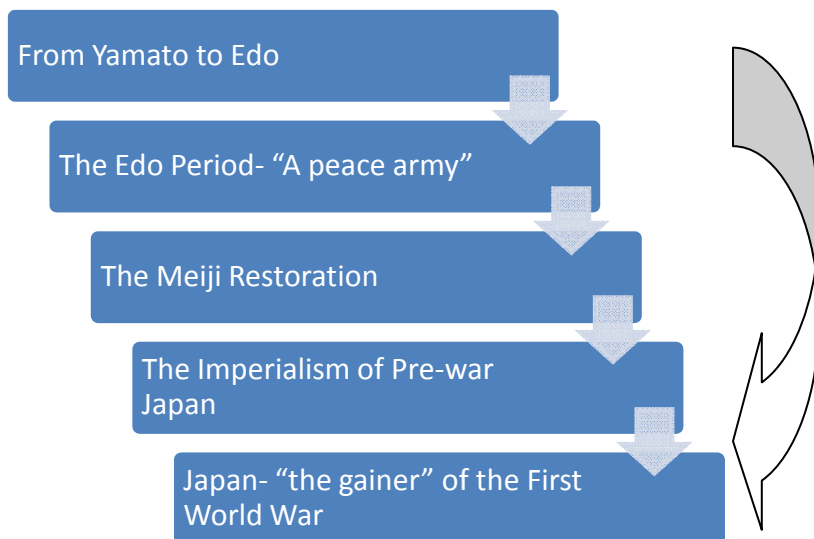 From Yamato to Edo
The Edo Period- “A peace army”
The Meiji Restoration
The Imperialism of Pre-war
Japan
Japan- “the gainer” of the First
World War